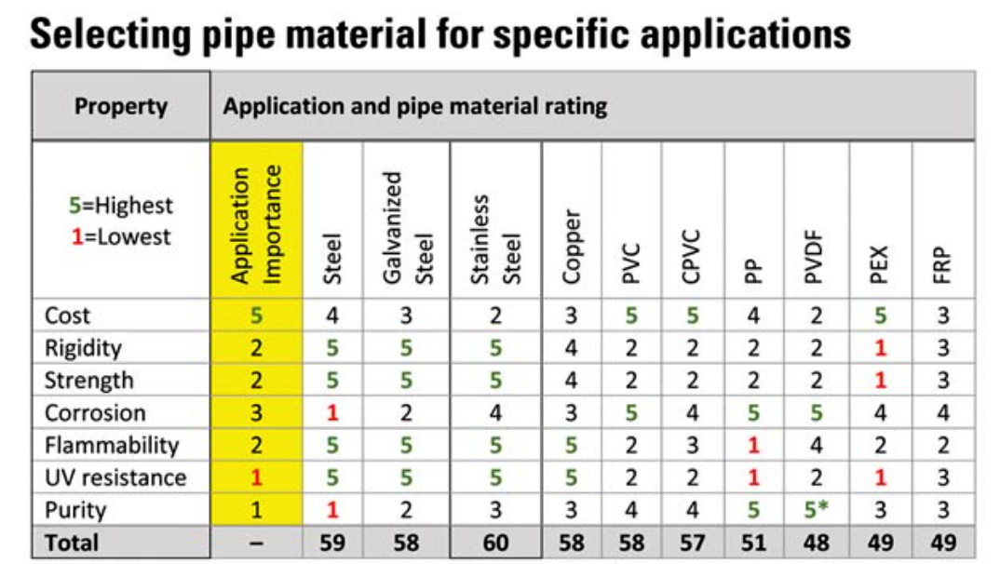 Selecting pipe material for specific applications
Property Application and pipe material rating
5=Highest
1=Lowest
Application Importance
Steel
Galvanized Steel
Stainless Steel
Copper
PVC
CPVC
PP
PVDF
PEX
FRP
Cost 5 4 3 2 3 5 5 4 2 5 3
Rigidity 2 5 5 5 4 2 2 2 2 1 3
Strength 2 5 5 5 4 2 2 2 2 1 3
Corrosion 3 1 2 4 3 5 4 5 5 4 4
Flammability 2 5 5 5 5 2 3 1 4 2 2
UV resistance 1 5 5 5 5 2 2 1 2 1 3
Purity 1 1 2 3 3 4 4 5 5* 3 3
Total – 59 58 60 58 58 57 51 48 49 49